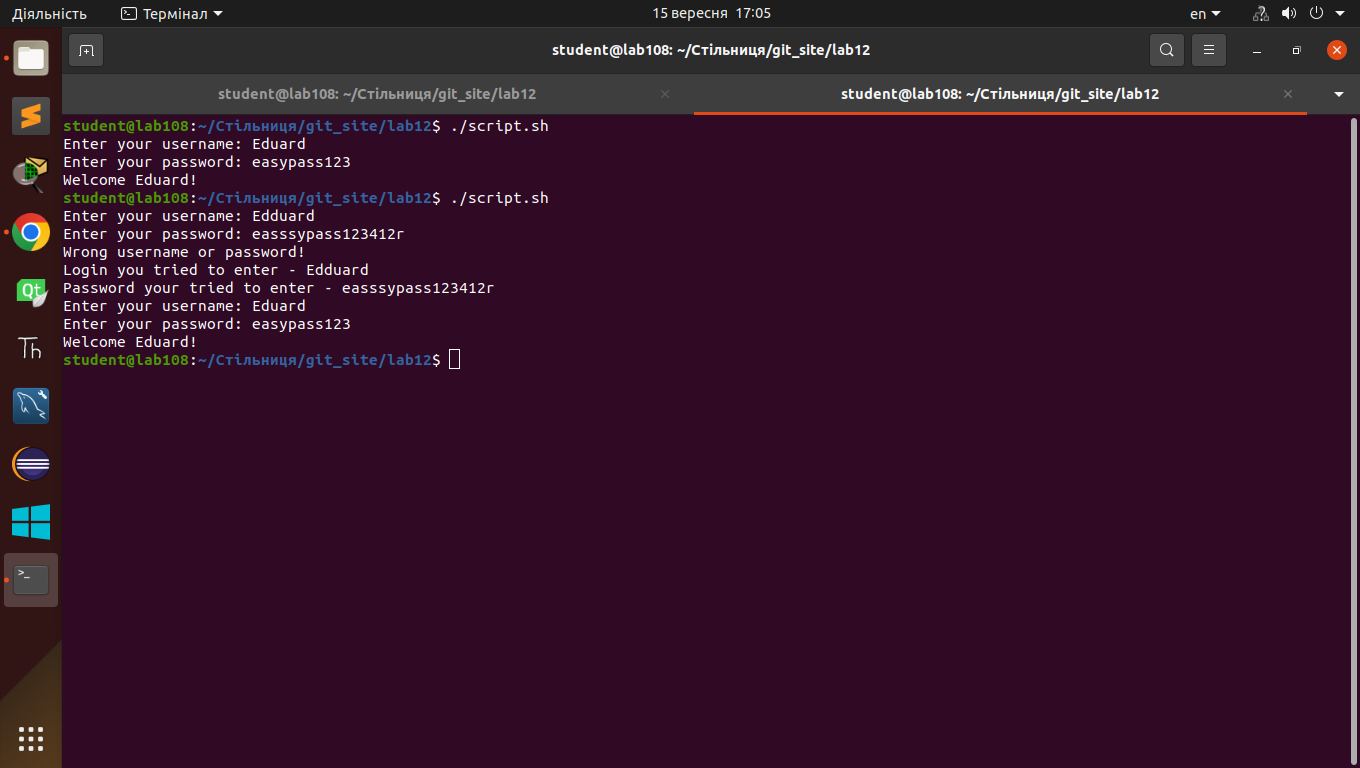 Діяльність Термінал 15 вересня 17:05 en
student@lab108: ~/Стільниця/git_site/lab12
student@lab108: ~/Стільниця/git_site/lab12 student@lab108: ~/Стільниця/git_site/lab12
student@lab108:~/Стільниця/git_site/lab12$ ./script.sh
Enter your username: Eduard
Enter your password: easypass123
Welcome Eduard!
student@lab108:~/Стільниця/git_site/lab12$ ./script.sh
Enter your username: Edduard
Enter your password: easssypass123412r
Wrong username or password!
Login you tried to enter - Edduard
Password your tried to enter - easssypass123412r
Enter your username: Eduard
Enter your password: easypass123
Welcome Eduard!
student@lab108:~/Стільниця/git_site/lab12$
Qt
Th
>_